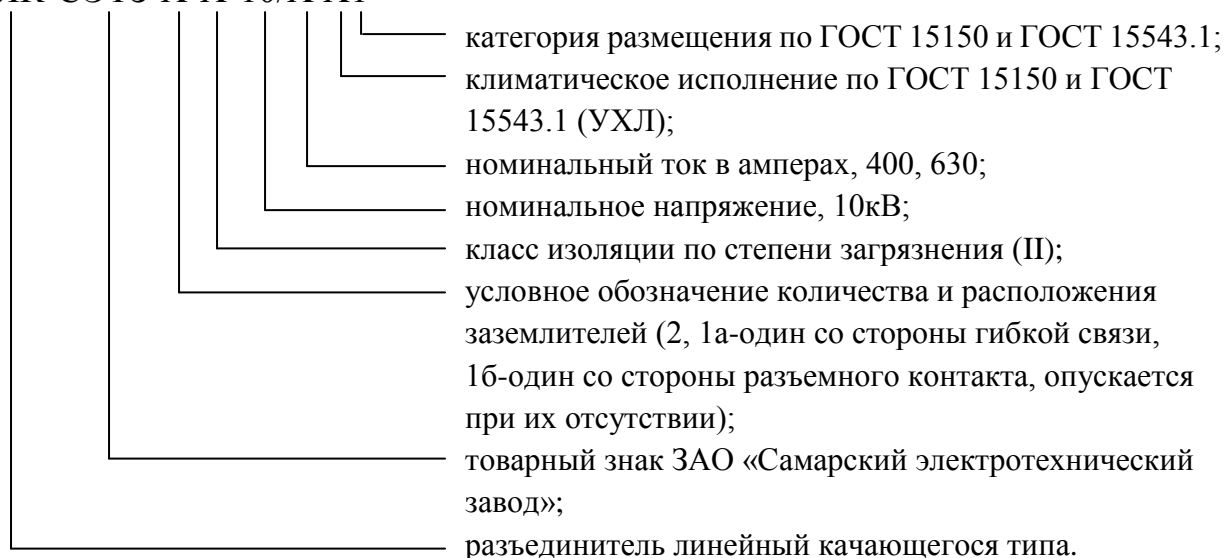 категория размещения по ГОСТ 15150 и ГОСТ 15543.1;
климатическое исполнение по ГОСТ 15150 и ГОСТ
15543.1 (УХЛ);
номинальный ток в амперах, 400, 630;
номинальное напряжение, 10кВ;
класс изоляции по степени загрязнения (II);
условное обозначение количества и расположения
заземлителей (2, 1а-один со стороны гибкой связи,
1б-один со стороны разъемного контакта, опускается
при их отсутствии);
товарный знак ЗАО «Самарский электротехнический
завод»;
разъединитель линейный качающегося типа.